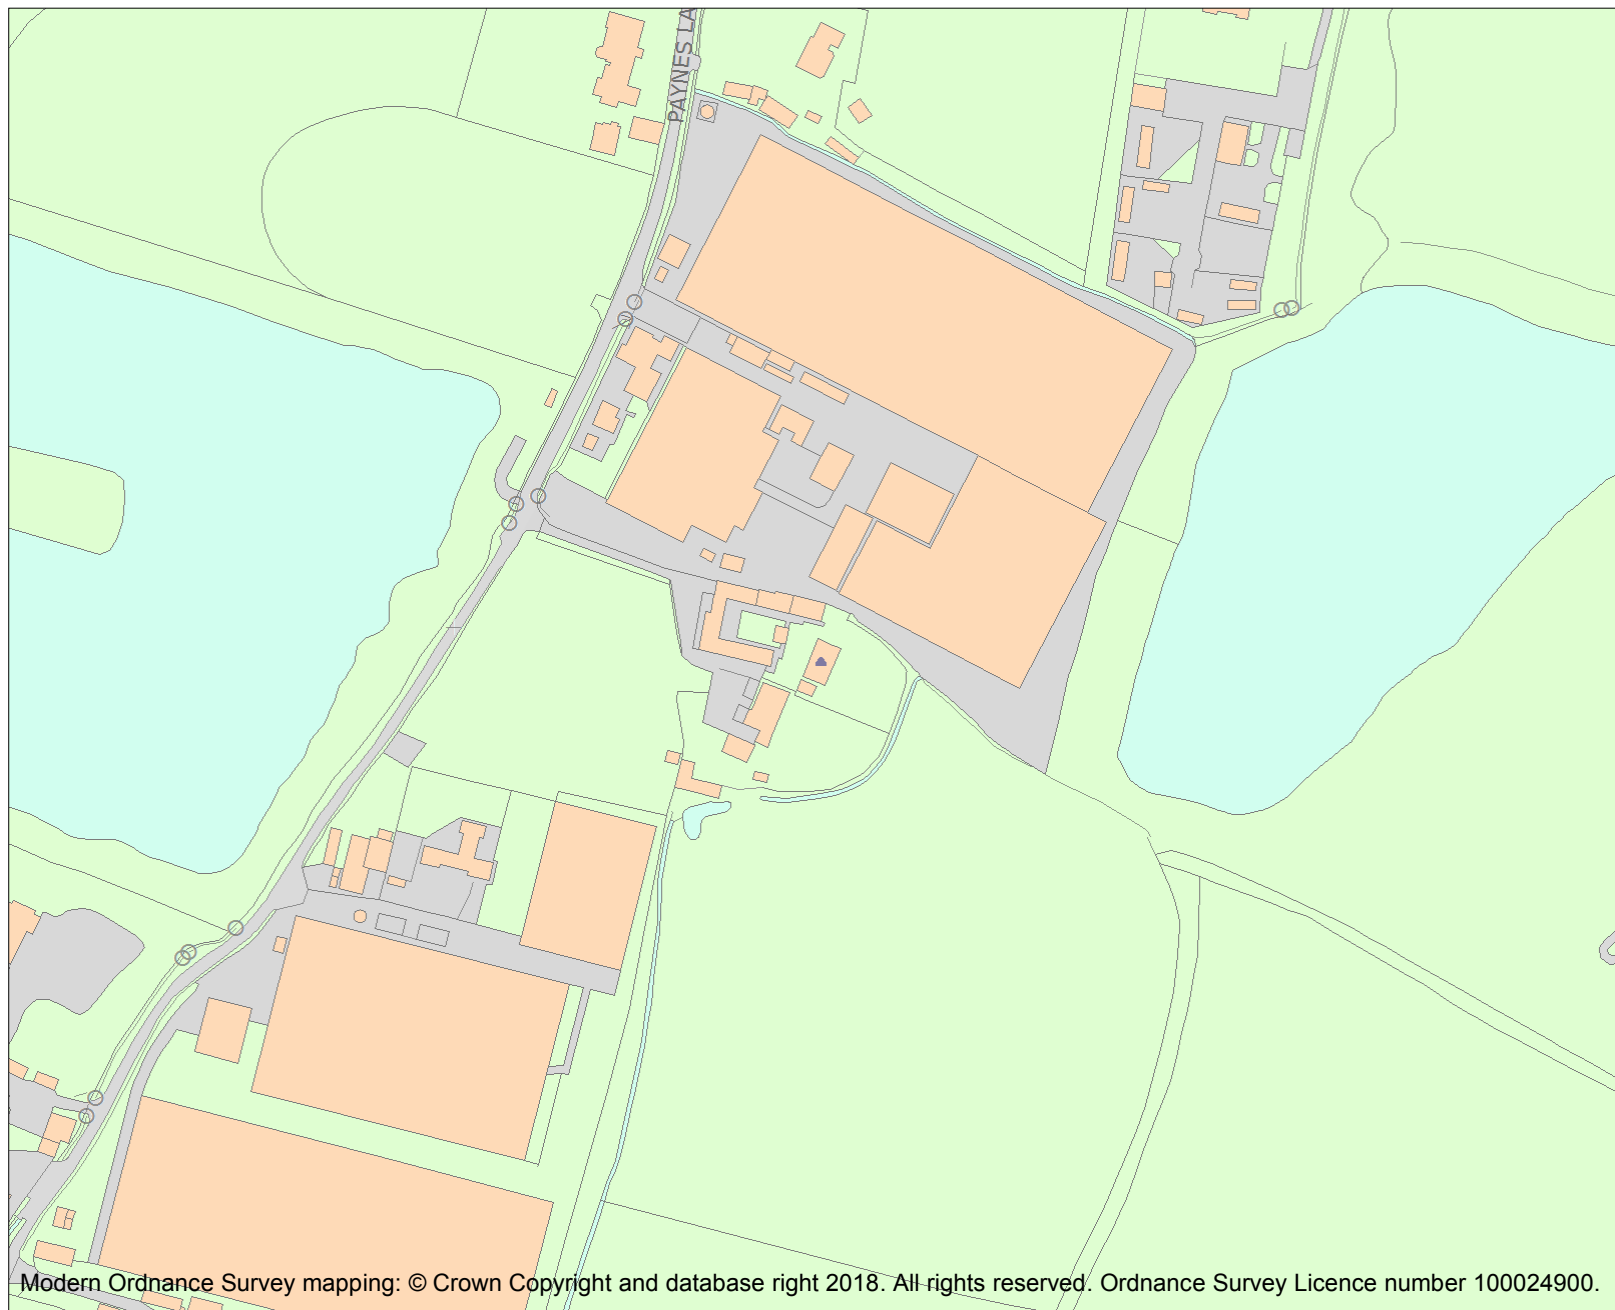 PAYNES LA
Modern Ordnance Survey mapping: © Crown Copyright and database right 2018. All rights reserved. Ordnance Survey Licence number 100024900.